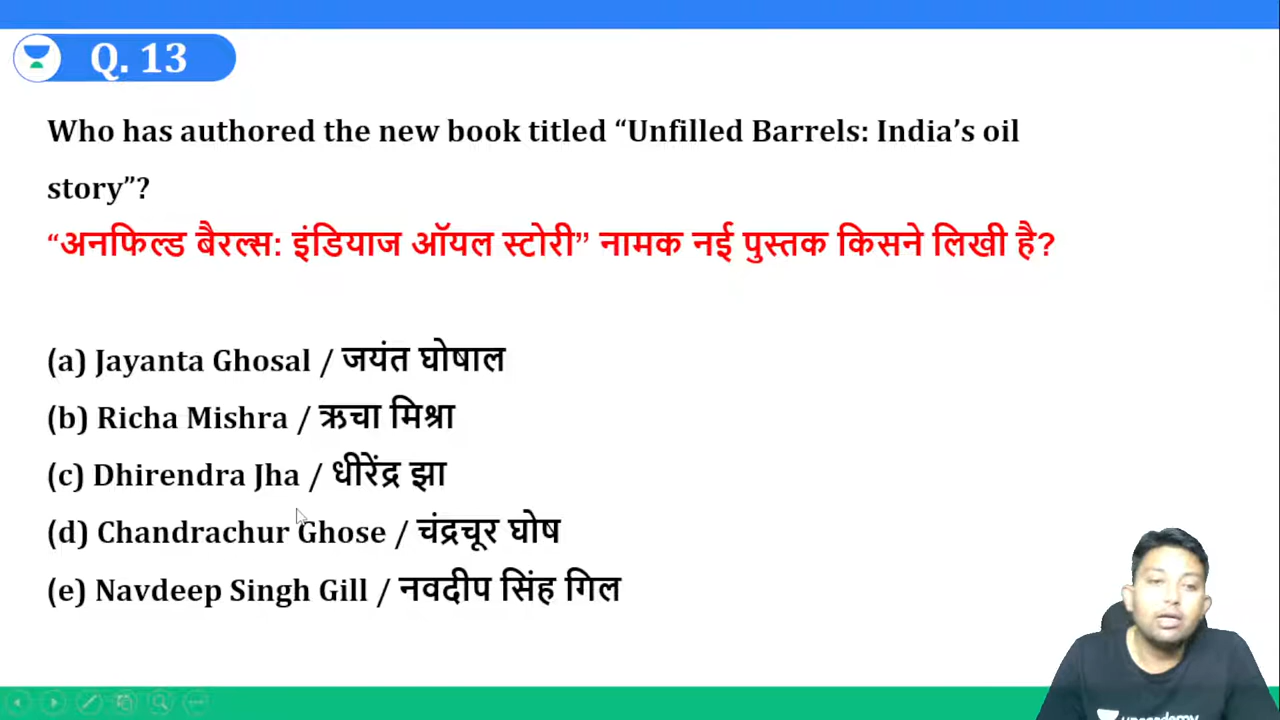 Q. 13
Who has authored the new book titled “Unfilled Barrels: India’s oil
story”?
“अनफिल्ड बैरल्स: इंडियाज ऑयल स्टोरी” नामक नई पुस्तक किसने लिखी है?
(a) Jayanta Ghosal / जयंत घोषाल
(b) Richa Mishra / ऋचा मिश्रा
(c) Dhirendra Jha / धीरेंद्र झा
(d) Chandrachur Ghose / चंद्रचूर घोष
(e) Navdeep Singh Gill / नवदीप सिंह गिल
unacademy